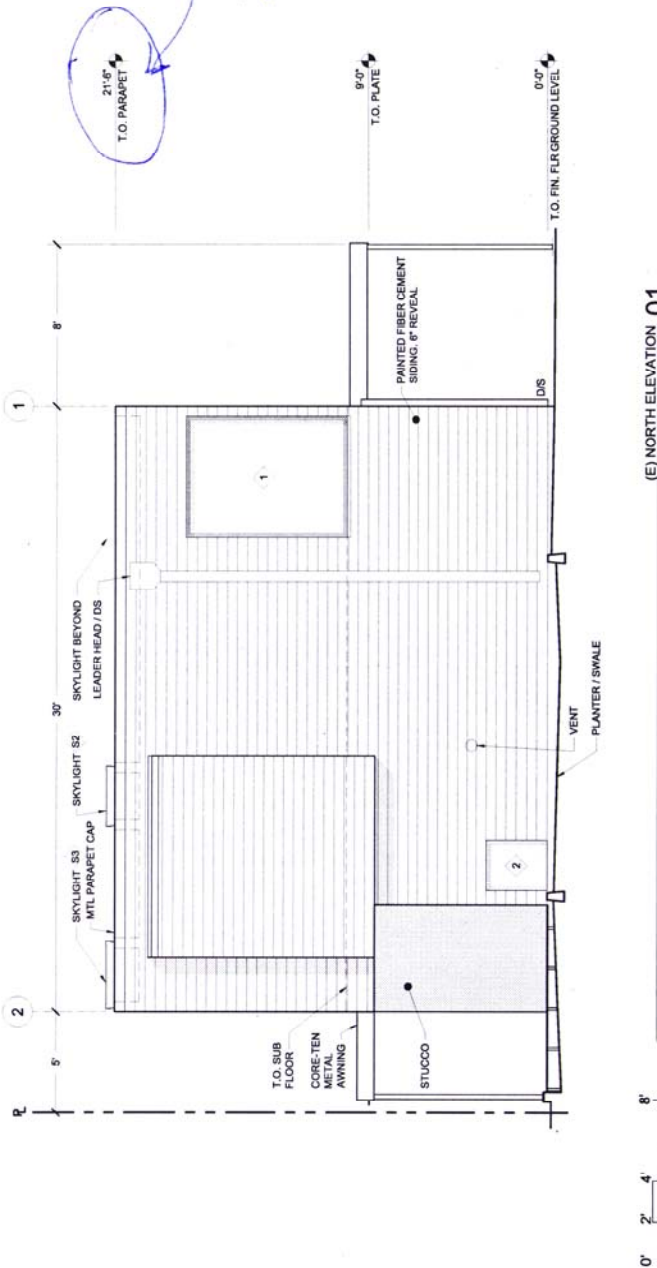 21'-6"
T.O. PARAPET
9'-0"
T.O. PLATE
0'-0"
T.O. FIN. FLR GROUND LEVEL
PL
5'
2
30'
1
8'
SKYLIGHT S3
MTL PARAPET CAP
SKYLIGHT S2
SKYLIGHT BEYOND
LEADER HEAD / DS
1
T.O. SUB
FLOOR
CORE-TEN
METAL
AWNING
STUCCO
2
VENT
PLANTER / SWALE
PAINTED FIBER CEMENT
SIDING. 6" REVEAL
D/S
0' 2' 4' 8'
(E) NORTH ELEVATION 01